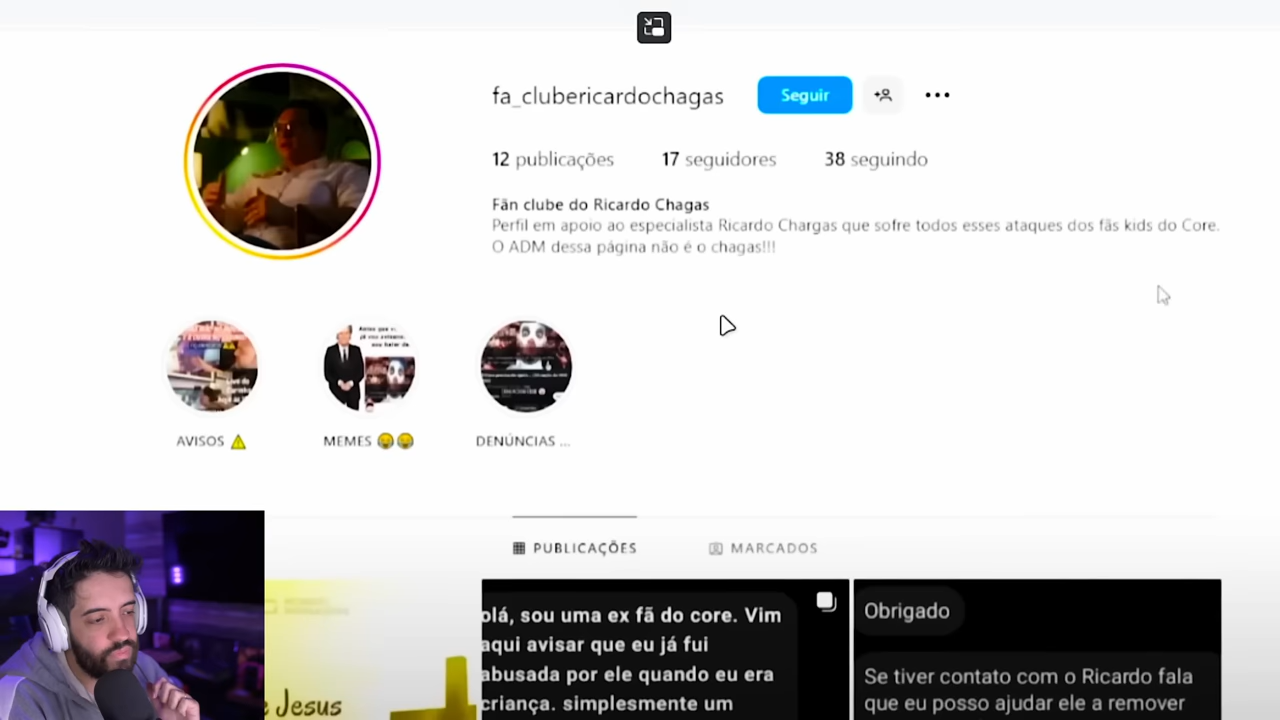 fa_clubericardochagas
Seguir
12 publicações 17 seguidores 38 seguindo
Fãn clube do Ricardo Chagas
Perfil em apoio ao especialista Ricardo Chargas que sofre todos esses ataques dos fãs kids do Core.
O ADM dessa página não é o chagas!!!
AVISOS ⚠️
MEMES 😂😂
DENÚNCIAS ...
PUBLICAÇÕES
MARCADOS
e Jesus
olá, sou uma ex fã do core. Vim
aqui avisar que eu já fui
abusada por ele quando eu era
criança. simplesmente um
Obrigado
Se tiver contato com o Ricardo fala
que eu posso ajudar ele a remover